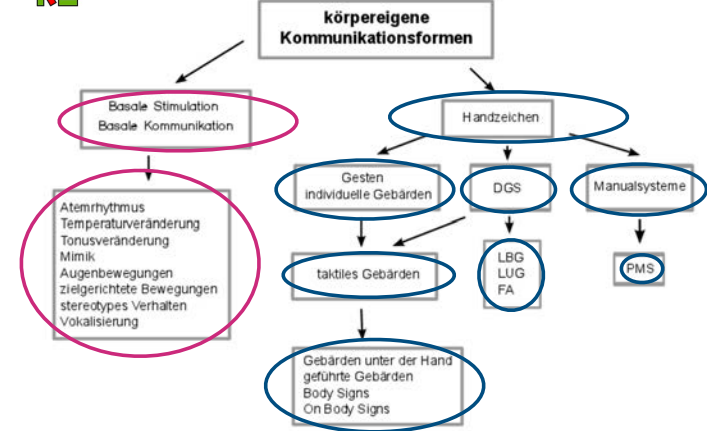 körpereigene
Kommunikationsformen
Basale Stimulation
Basale Kommunikation
Handzeichen
Gesten
individuelle Gebärden
DGS
Manualsysteme
Atemrhythmus
Temperaturveränderung
Tonusveränderung
Mimik
Augenbewegungen
zielgerichtete Bewegungen
stereotypes Verhalten
Vokalisierung
taktiles Gebärden
LBG
LUG
FA
PMS
Gebärden unter der Hand
geführte Gebärden
Body Signs
On Body Signs